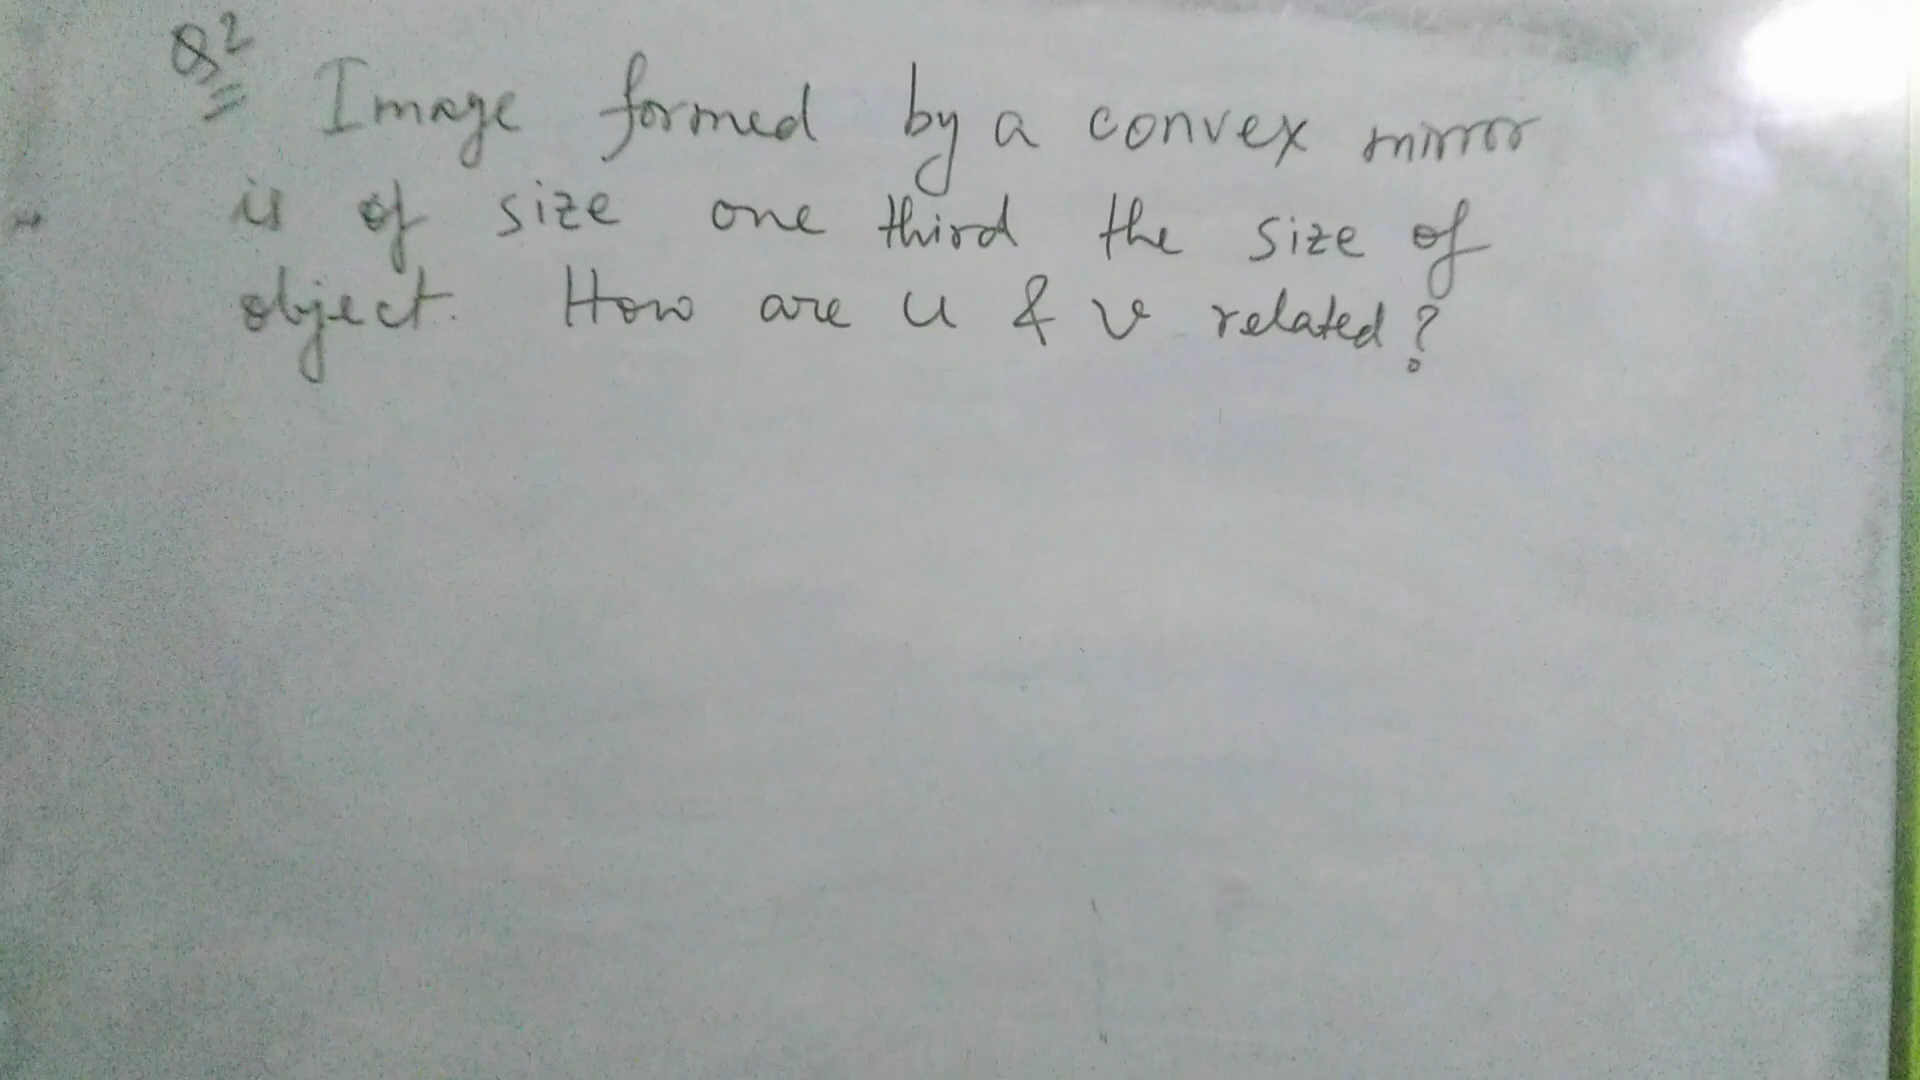 Q2
Image formed by a convex mirror
is of size one third the size of
object. How are u & v related?